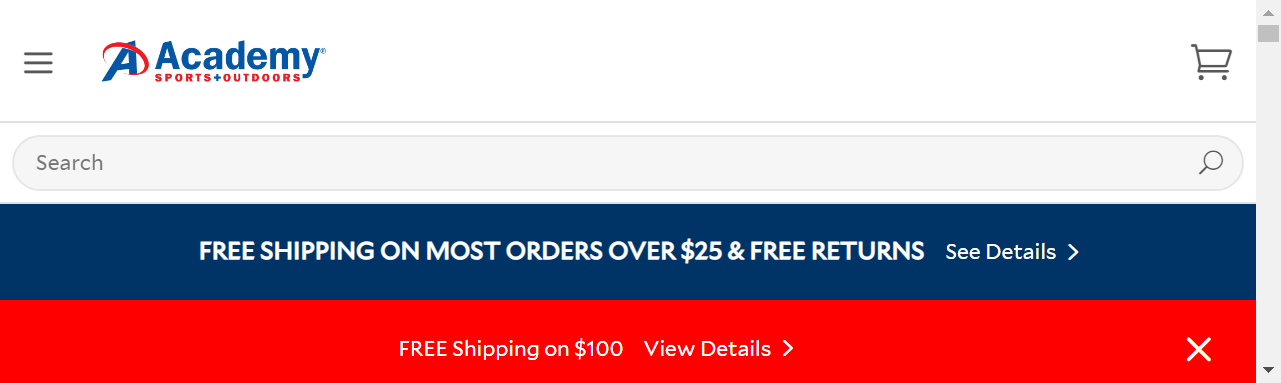 Academy®
SPORTS+OUTDOORS
Search
FREE SHIPPING ON MOST ORDERS OVER $25 & FREE RETURNS See Details
FREE Shipping on $100 View Details